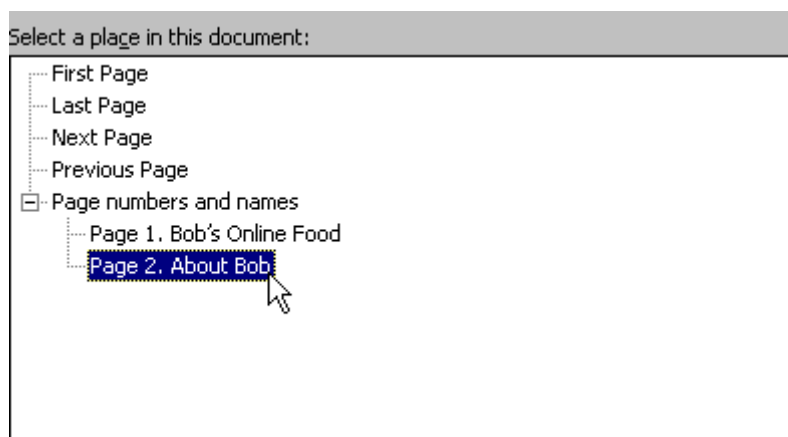 Select a place in this document:
First Page
Last Page
Next Page
Previous Page
Page numbers and names
Page 1. Bob's Online Food
Page 2. About Bob